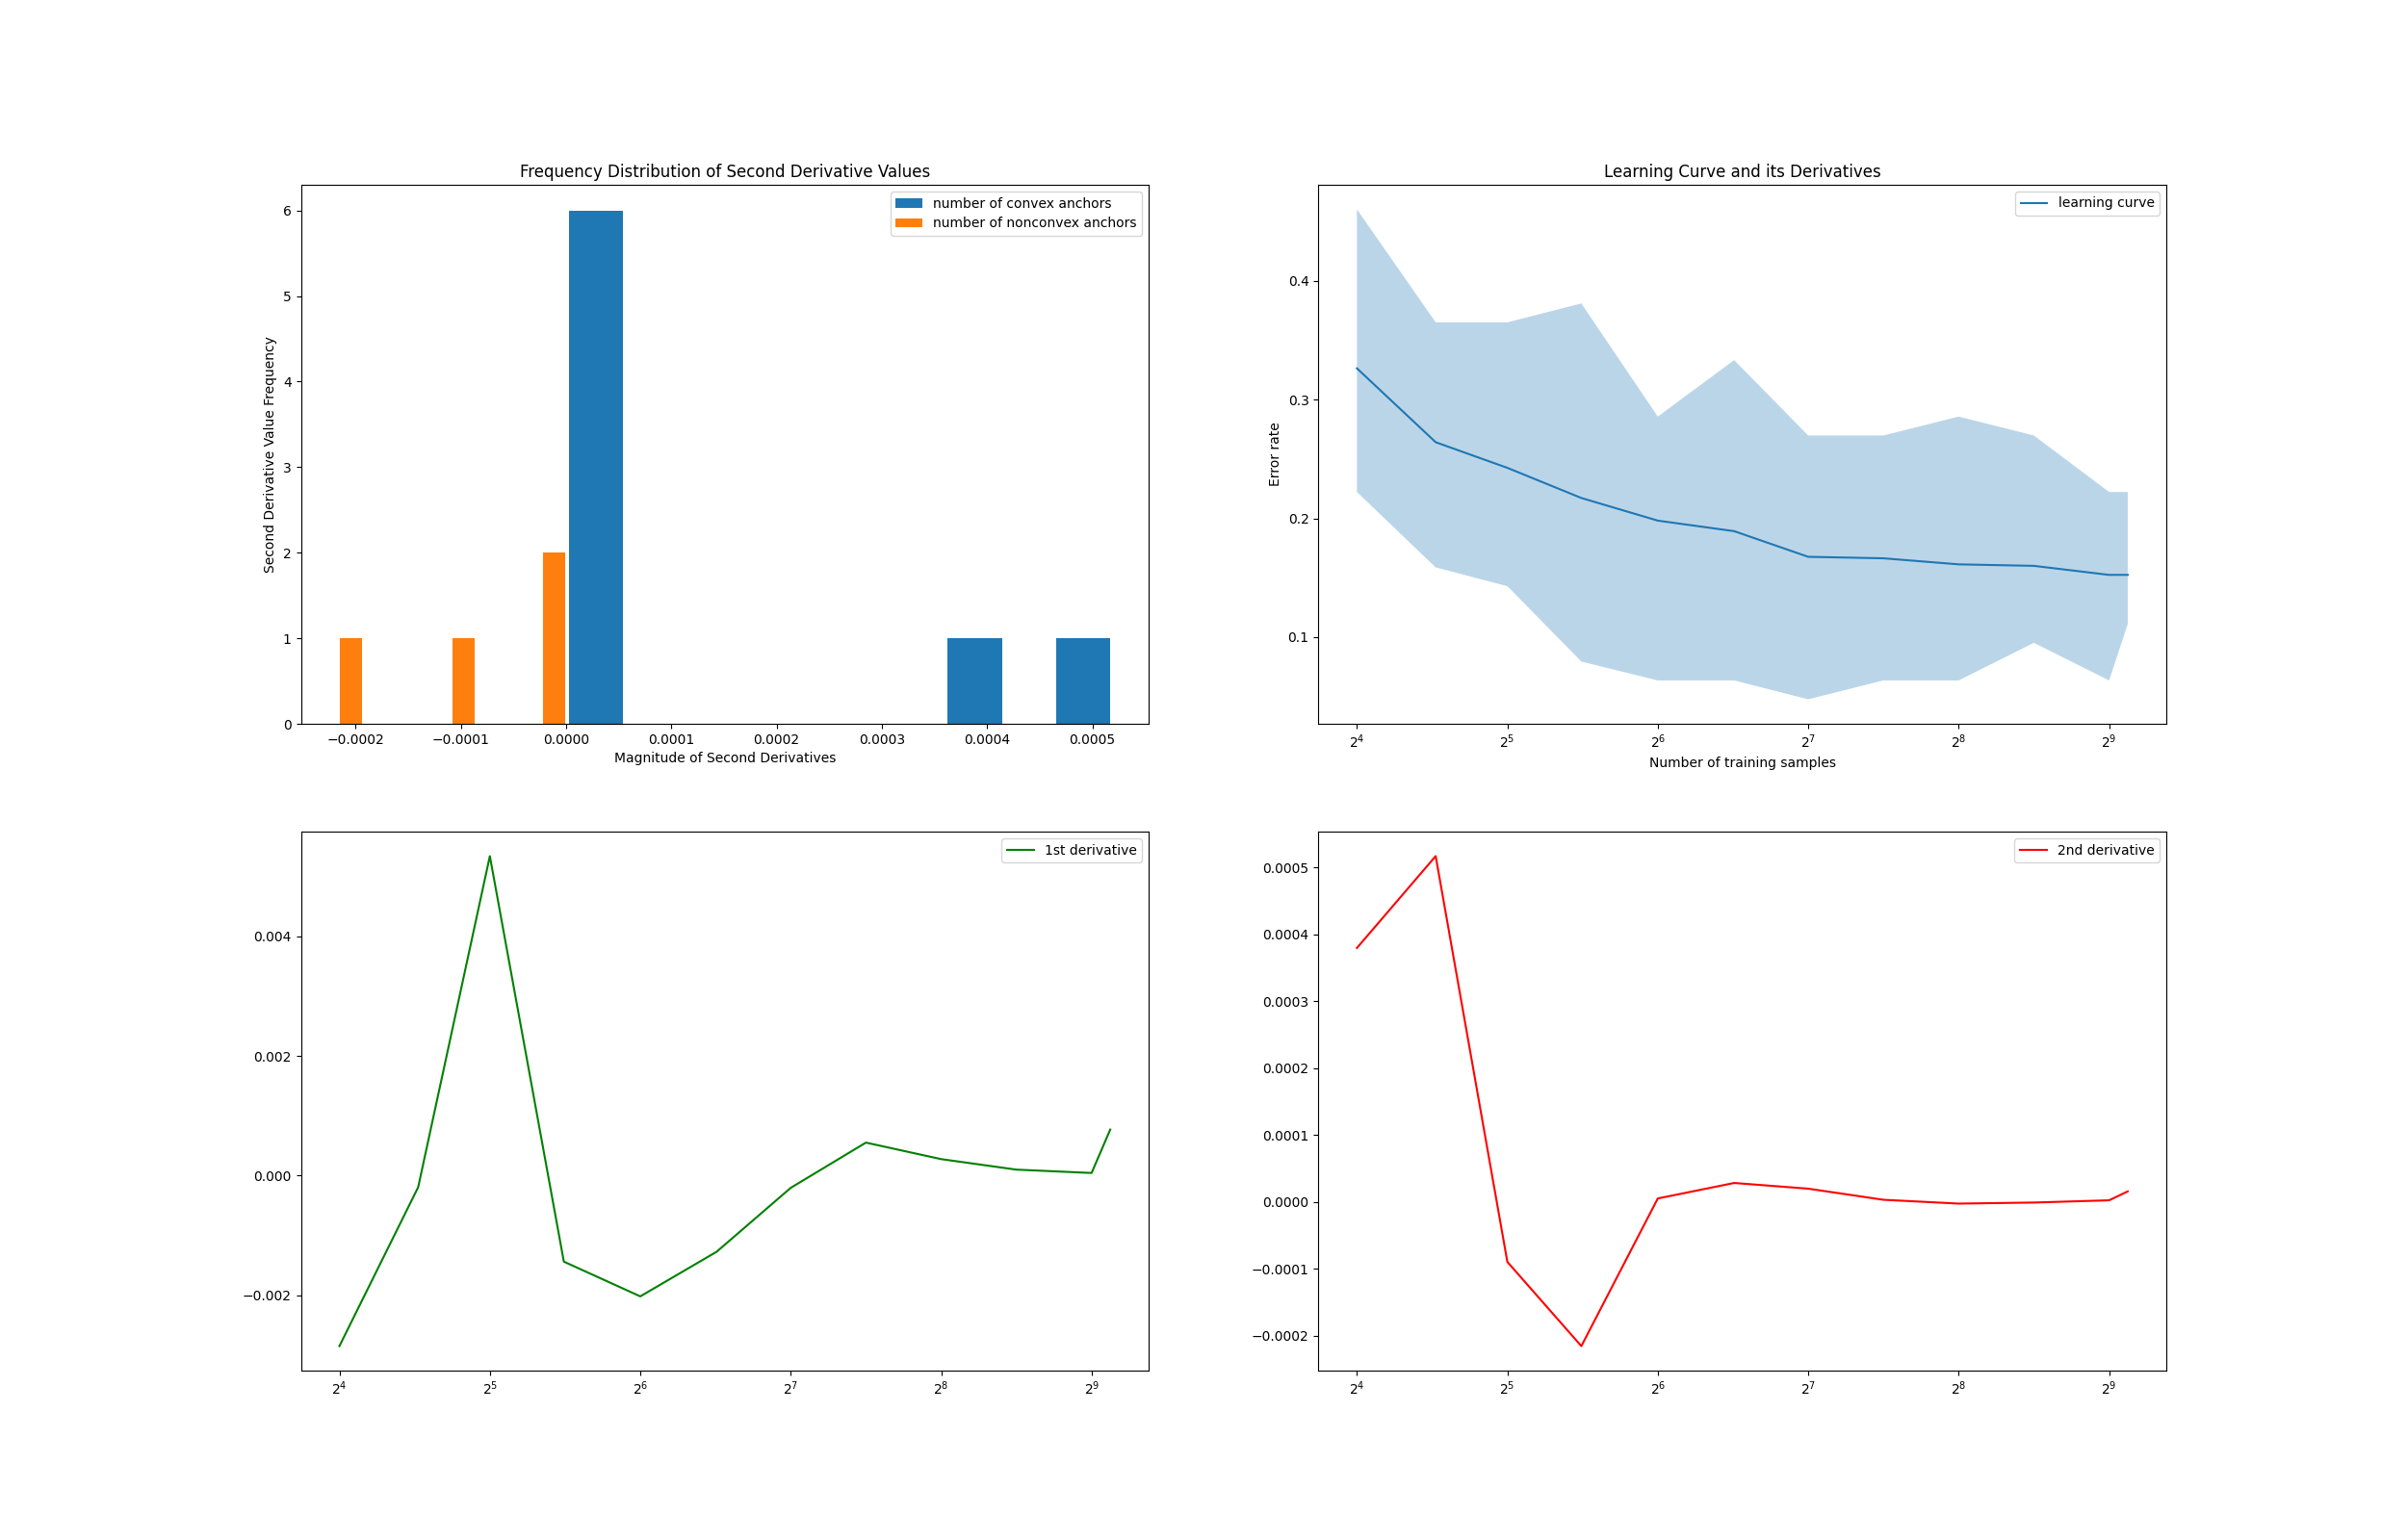 Frequency Distribution of Second Derivative Values
number of convex anchors
number of nonconvex anchors
Second Derivative Value Frequency
6
5
4
3
2
1
0
−0.0002 −0.0001 0.0000 0.0001 0.0002 0.0003 0.0004 0.0005
Magnitude of Second Derivatives
Learning Curve and its Derivatives
learning curve
Error rate
0.4
0.3
0.2
0.1
2⁴ 2⁵ 2⁶ 2⁷ 2⁸ 2⁹
Number of training samples
1st derivative
0.004
0.002
0.000
−0.002
2⁴ 2⁵ 2⁶ 2⁷ 2⁸ 2⁹
2nd derivative
0.0005
0.0004
0.0003
0.0002
0.0001
0.0000
−0.0001
−0.0002
2⁴ 2⁵ 2⁶ 2⁷ 2⁸ 2⁹